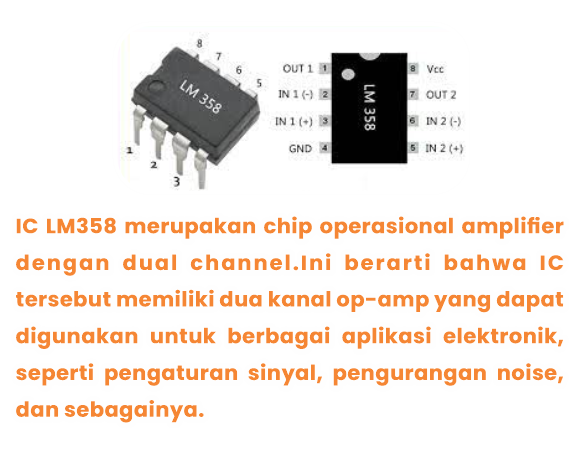 8
7
6
5
LM 358
1
2
3
OUT 1 1 8 Vcc
IN 1 (-) 2 7 OUT 2
IN 1 (+) 3 6 IN 2 (-)
GND 4 5 IN 2 (+)
LM 358
IC LM358 merupakan chip operasional amplifier
dengan dual channel.Ini berarti bahwa IC
tersebut memiliki dua kanal op-amp yang dapat
digunakan untuk berbagai aplikasi elektronik,
seperti pengaturan sinyal, pengurangan noise,
dan sebagainya.